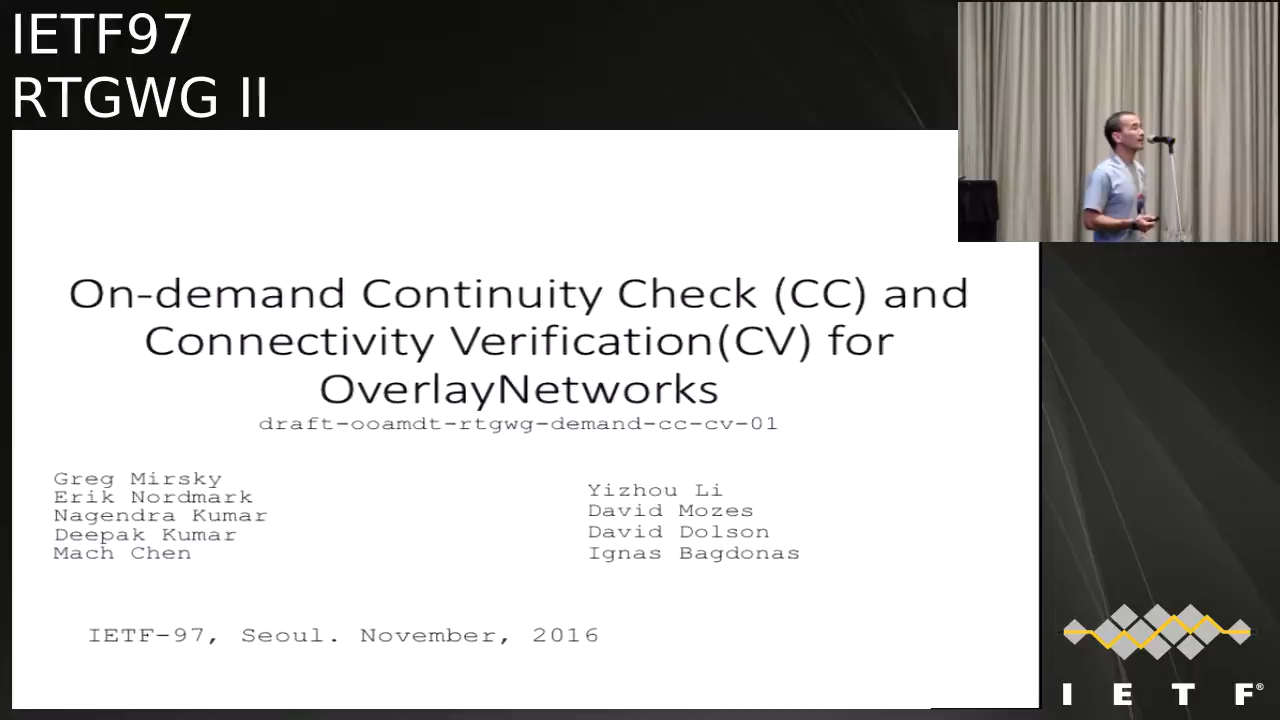 IETF97
RTGWG II
On-demand Continuity Check (CC) and
Connectivity Verification(CV) for
OverlayNetworks
draft-ooamdt-rtgwg-demand-cc-cv-01
Greg Mirsky
Erik Nordmark
Nagendra Kumar
Deepak Kumar
Mach Chen
Yizhou Li
David Mozes
David Dolson
Ignas Bagdonas
IETF-97, Seoul. November, 2016
I E T F®